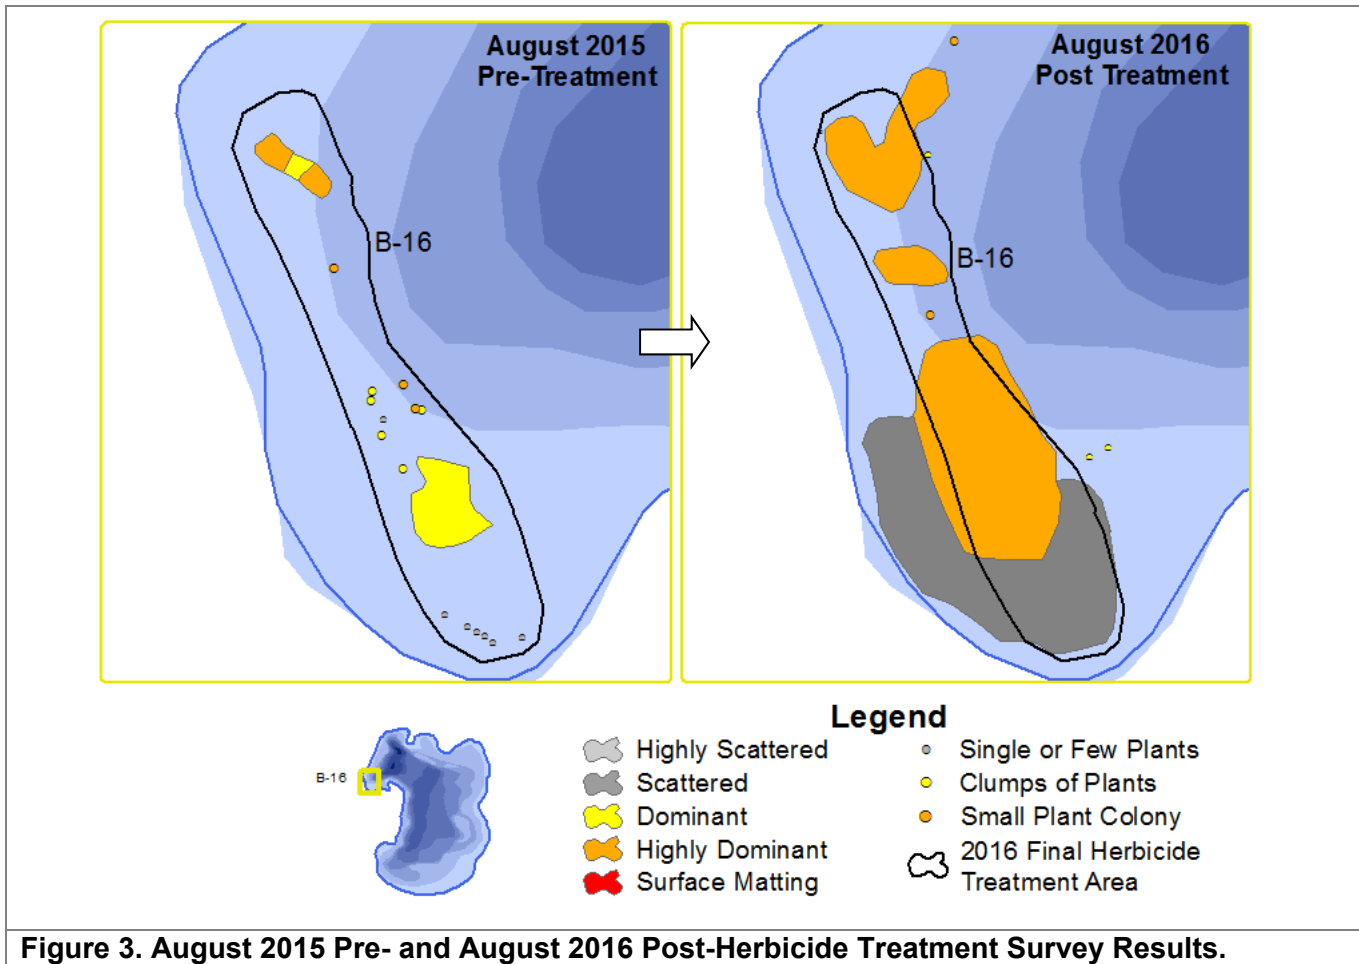 August 2015
Pre-Treatment
B-16
August 2016
Post Treatment
B-16
Legend
B-16
Highly Scattered
Scattered
Dominant
Highly Dominant
Surface Matting
Single or Few Plants
Clumps of Plants
Small Plant Colony
2016 Final Herbicide
Treatment Area
Figure 3. August 2015 Pre- and August 2016 Post-Herbicide Treatment Survey Results.